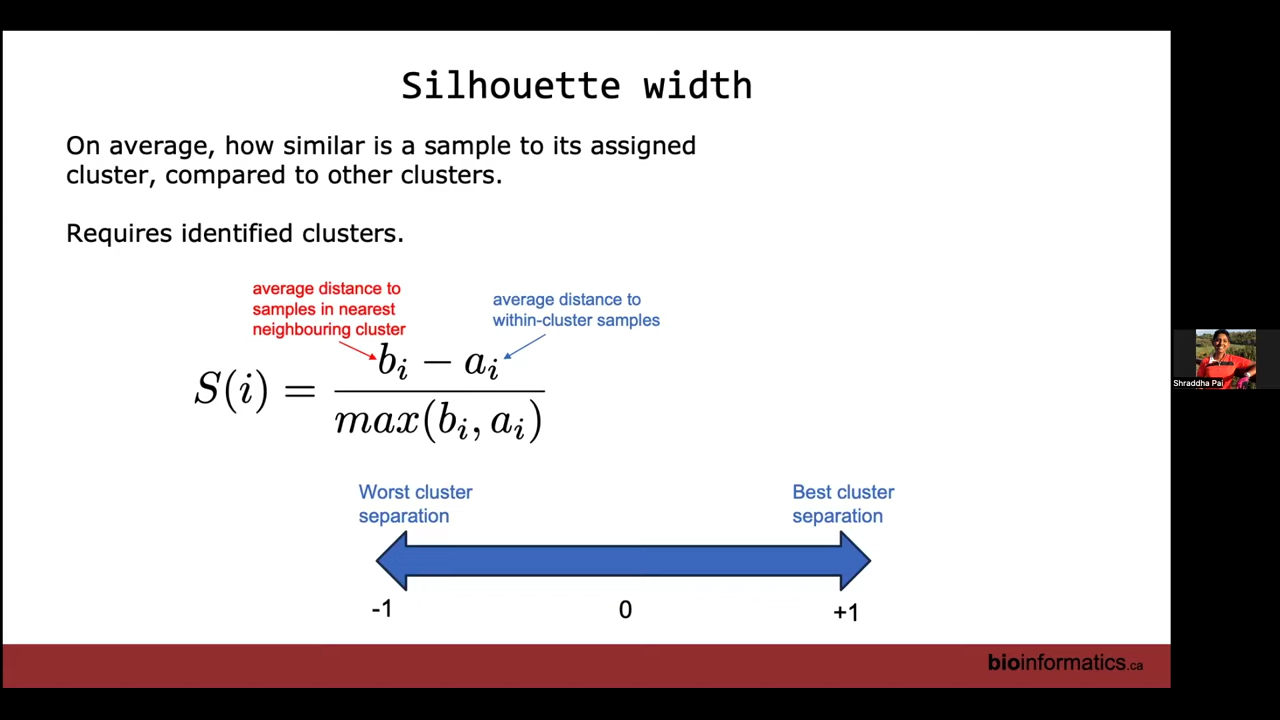 Silhouette width
On average, how similar is a sample to its assigned
cluster, compared to other clusters.
Requires identified clusters.
average distance to
samples in nearest
neighbouring cluster
average distance to
within-cluster samples
S(i) = \frac{b_i - a_i}{max(b_i, a_i)}
Worst cluster
separation
Best cluster
separation
-1
0
+1
Shraddha Pai
bioinformatics.ca